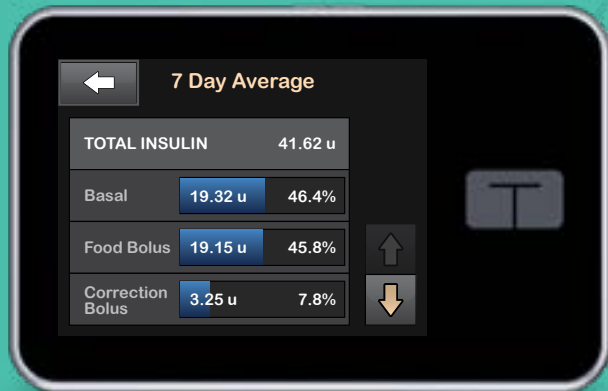 7 Day Average
TOTAL INSULIN 41.62 u
Basal 19.32 u 46.4%
Food Bolus 19.15 u 45.8%
Correction
Bolus 3.25 u 7.8%